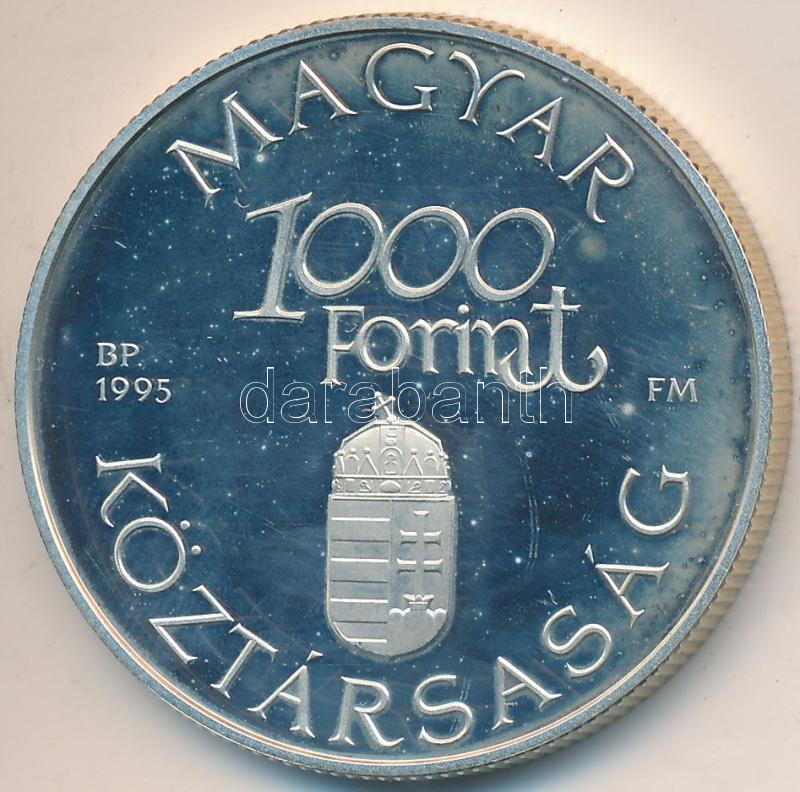 MAGYAR
1000
Forint
BP.
1995
FM
darabanth
KÖZTÁRSASÁG